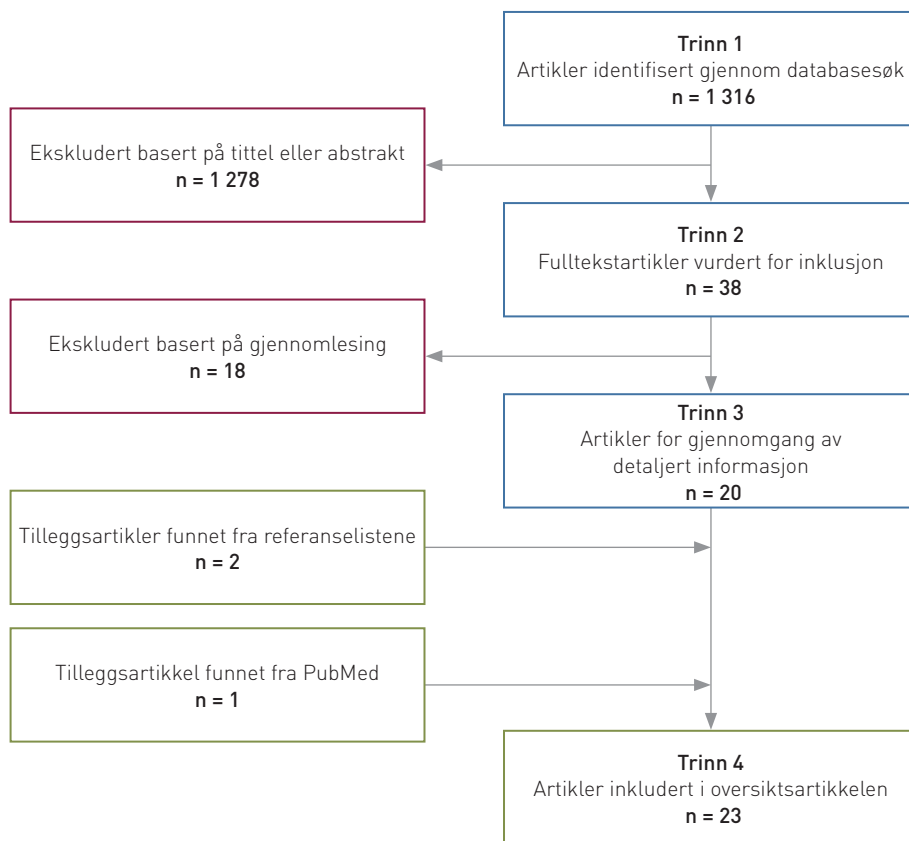 Trinn 1
Artikler identifisert gjennom databasesøk
n = 1 316
Ekskludert basert på tittel eller abstrakt
n = 1 278
Trinn 2
Fulltekstartikler vurdert for inklusjon
n = 38
Ekskludert basert på gjennomlesing
n = 18
Trinn 3
Artikler for gjennomgang av
detaljert informasjon
n = 20
Tilleggsartikler funnet fra referanselistene
n = 2
Tilleggsartikkel funnet fra PubMed
n = 1
Trinn 4
Artikler inkludert i oversiktsartikkelen
n = 23